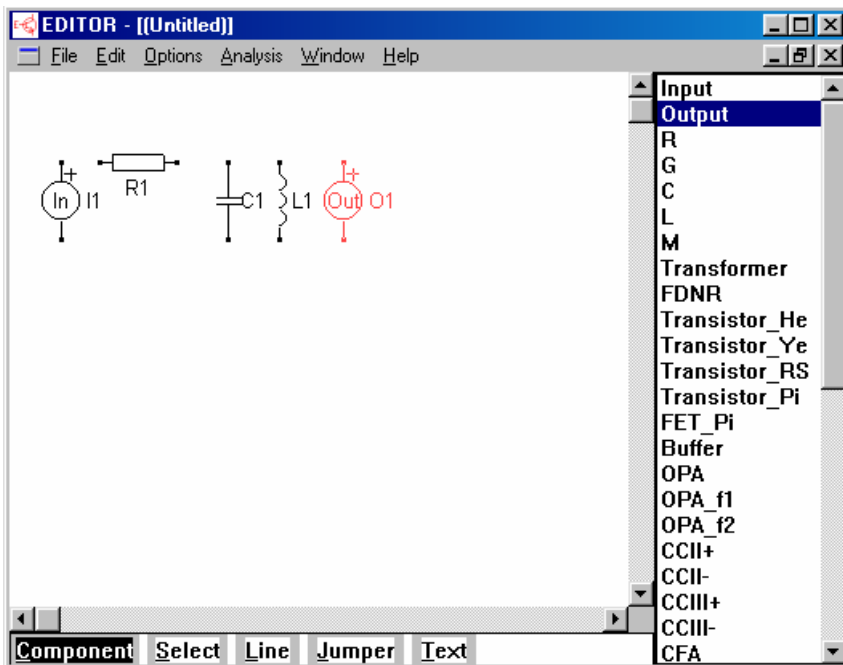 EDITOR - [(Untitled)]
File Edit Options Analysis Window Help
In I1 R1 C1 L1 Out O1
Input
Output
R
G
C
L
M
Transformer
FDNR
Transistor_He
Transistor_Ye
Transistor_RS
Transistor_Pi
FET_Pi
Buffer
OPA
OPA_f1
OPA_f2
CCII+
CCII-
CCIII+
CCIII-
CFA
Component Select Line Jumper Text